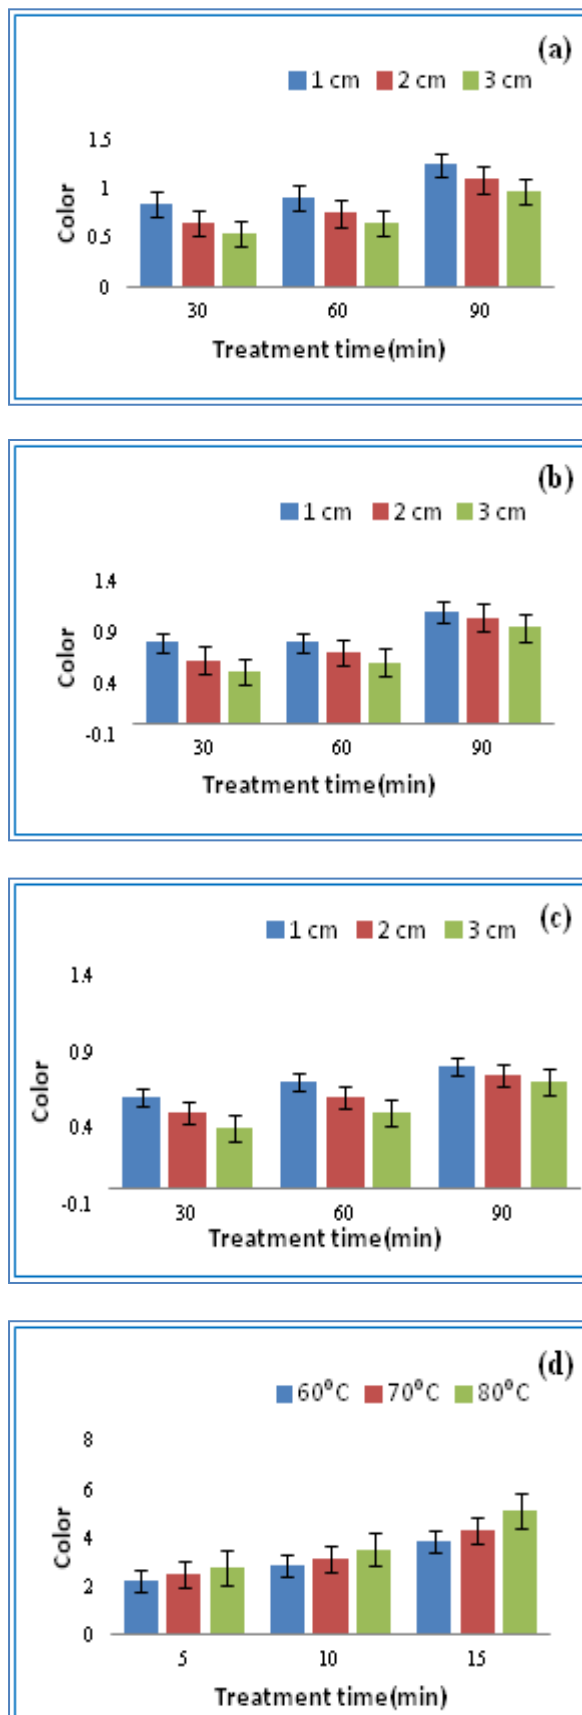 (a)
1 cm 2 cm 3 cm
1.5
1
0.5
0
Color
30 60 90
Treatment time(min)
(b)
1 cm 2 cm 3 cm
1.4
0.9
0.4
-0.1
Color
30 60 90
Treatment time(min)
(c)
1 cm 2 cm 3 cm
1.4
0.9
0.4
-0.1
Color
30 60 90
Treatment time(min)
(d)
60⁰C 70⁰C 80⁰C
8
6
4
2
0
Color
5 10 15
Treatment time(min)